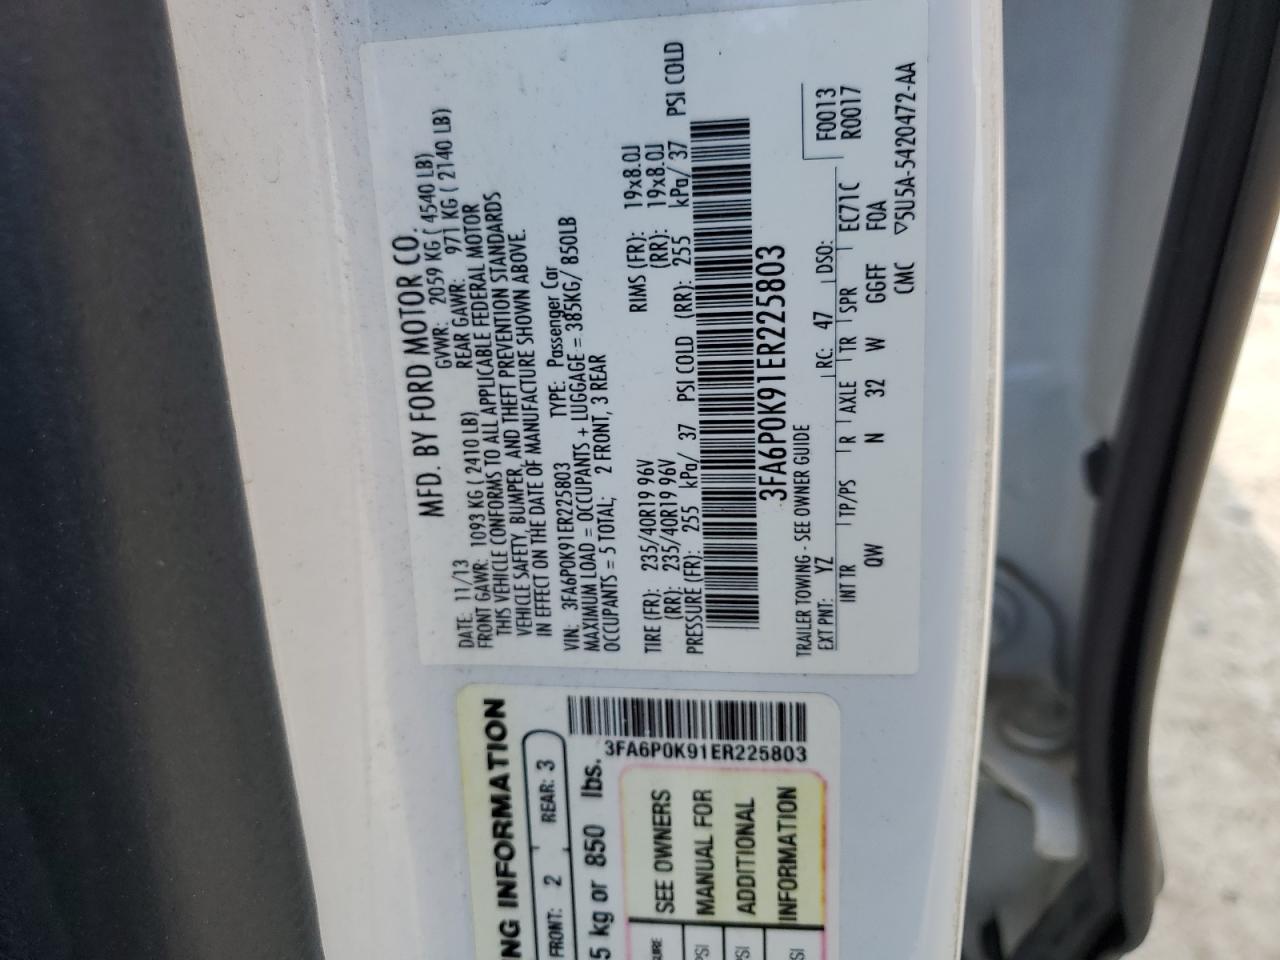 MFD. BY FORD MOTOR CO.
DATE: 11/13 GVWR: 2059 KG ( 4540 LB)
FRONT GAWR: 1093 KG ( 2410 LB) REAR GAWR: 971 KG ( 2140 LB)
THIS VEHICLE CONFORMS TO ALL APPLICABLE FEDERAL MOTOR
VEHICLE SAFETY, BUMPER, AND THEFT PREVENTION STANDARDS
IN EFFECT ON THE DATE OF MANUFACTURE SHOWN ABOVE.
VIN: 3FA6P0K91ER225803 TYPE: Passenger Car
MAXIMUM LOAD = OCCUPANTS + LUGGAGE = 385KG/ 850LB
OCCUPANTS = 5 TOTAL; 2 FRONT, 3 REAR
TIRE (FR): 235/40R19 96V RIMS (FR): 19x8.0J
(RR): 235/40R19 96V (RR): 19x8.0J
PRESSURE (FR): 255 kPa/ 37 PSI COLD (RR): 255 kPa/ 37 PSI COLD
3FA6P0K91ER225803
TRAILER TOWING - SEE OWNER GUIDE F0013
EXT PNT: YZ RC: 47 DSO: R0017
INT TR TP/PS R AXLE TR SPR EC71C
QW N 32 W GGFF F0A
CMC ▽5U5A-5420472-AA
NG INFORMATION
FRONT: 2 REAR: 3
5 kg or 850 lbs.
3FA6P0K91ER225803
SEE OWNERS
MANUAL FOR
ADDITIONAL
INFORMATION
URE
PSI
PSI
SI